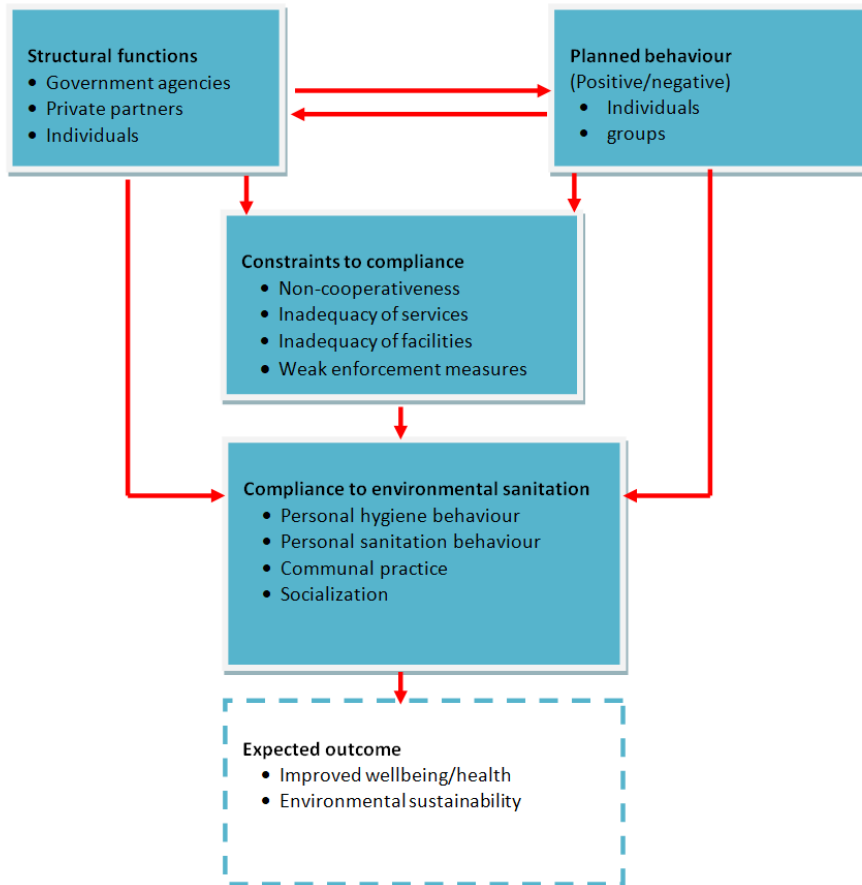 Structural functions
• Government agencies
• Private partners
• Individuals
Planned behaviour
(Positive/negative)
• Individuals
• groups
Constraints to compliance
• Non-cooperativeness
• Inadequacy of services
• Inadequacy of facilities
• Weak enforcement measures
Compliance to environmental sanitation
• Personal hygiene behaviour
• Personal sanitation behaviour
• Communal practice
• Socialization
Expected outcome
• Improved wellbeing/health
• Environmental sustainability